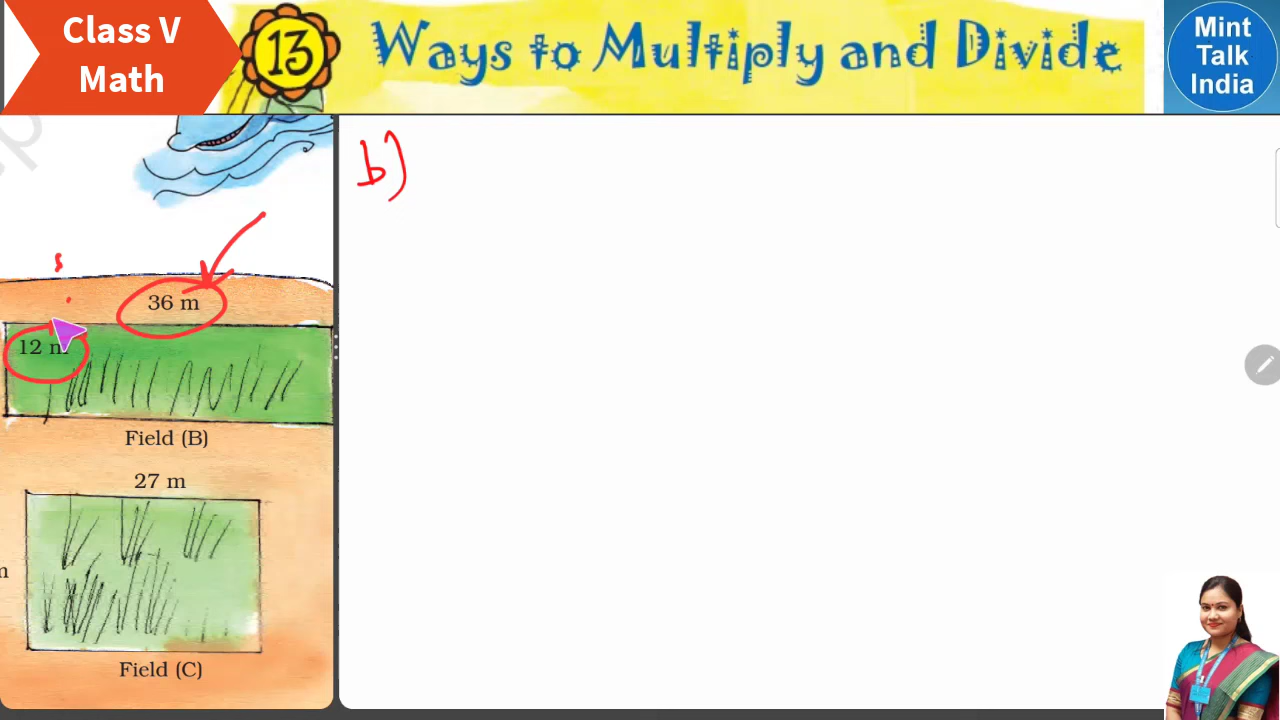 Class V
Math
13
Ways to Multiply and Divide
Mint
Talk
India
b)
36 m
12 m
Field (B)
27 m
Field (C)